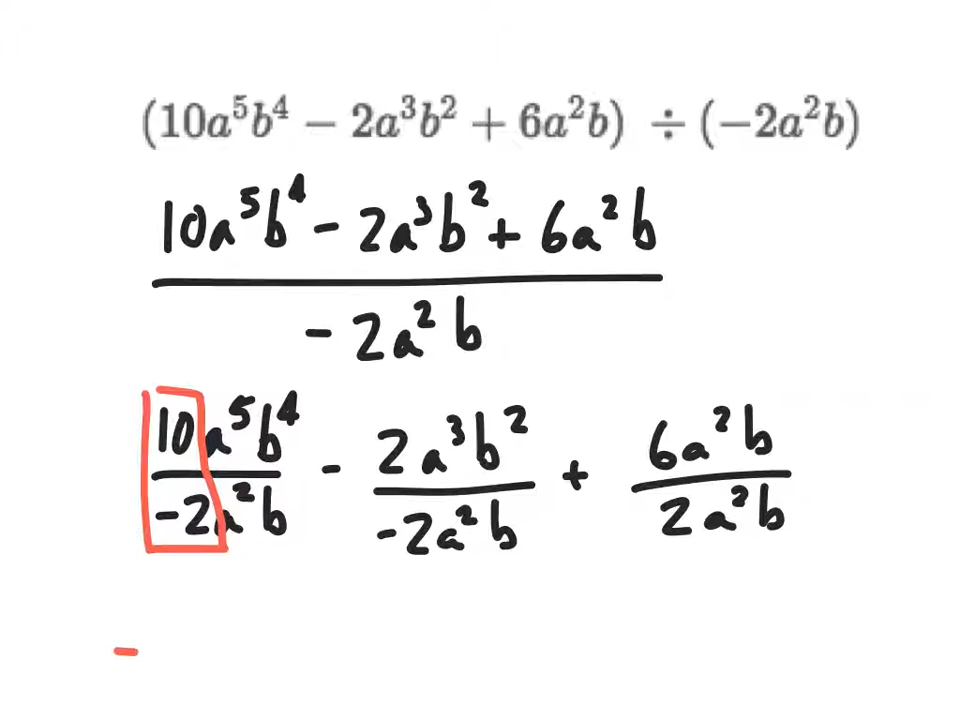 (10a⁵b⁴ − 2a³b² + 6a²b) ÷ (−2a²b)
10a⁵b⁴ - 2a³b² + 6a²b
- 2a²b
10a⁵b⁴ - 2a³b² + 6a²b
-2a²b -2a²b 2a²b
-